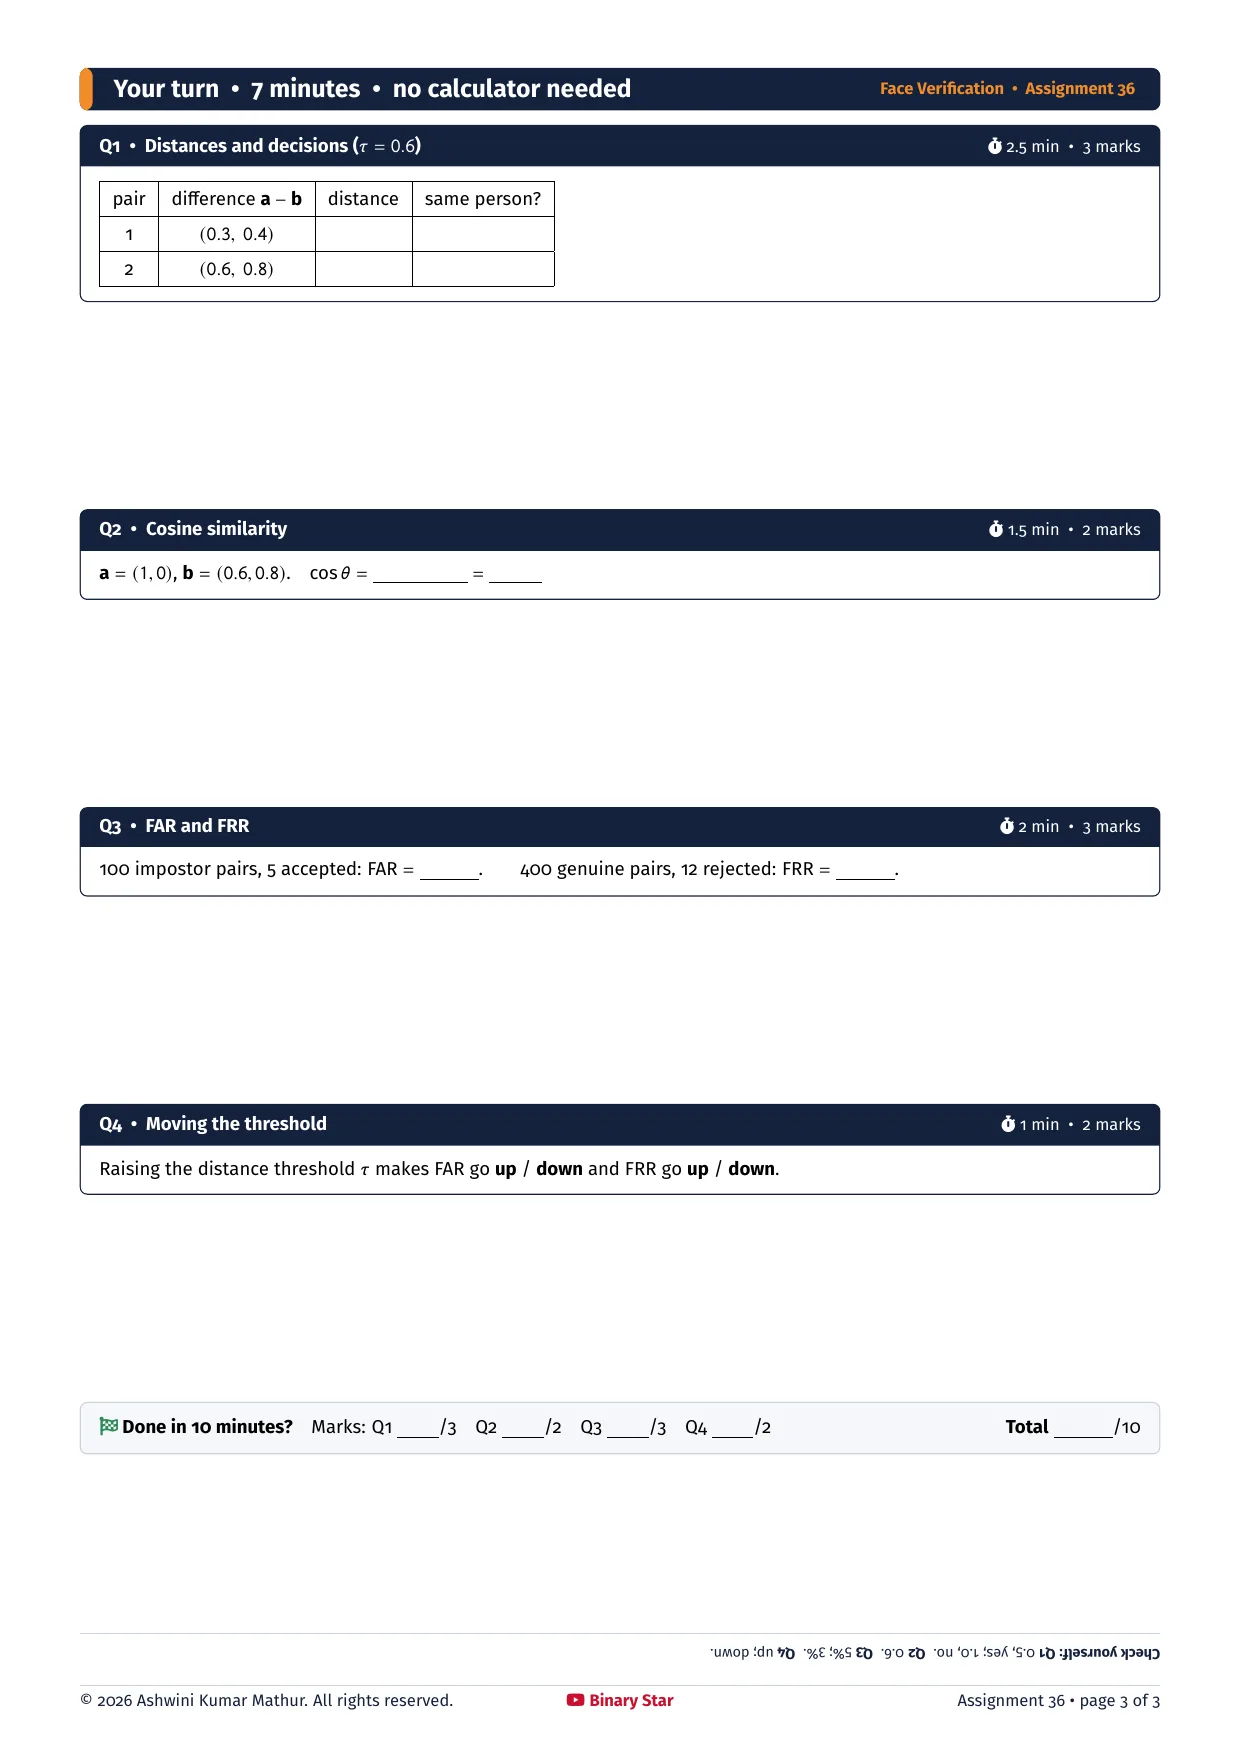 Your turn • 7 minutes • no calculator needed Face Verification • Assignment 36
Q1 • Distances and decisions (τ = 0.6) 2.5 min • 3 marks
pair difference a − b distance same person?
1 (0.3, 0.4)
2 (0.6, 0.8)
Q2 • Cosine similarity 1.5 min • 2 marks
a = (1, 0), b = (0.6, 0.8). cos θ = ________ = _____
Q3 • FAR and FRR 2 min • 3 marks
100 impostor pairs, 5 accepted: FAR = ______. 400 genuine pairs, 12 rejected: FRR = ______.
Q4 • Moving the threshold 1 min • 2 marks
Raising the distance threshold τ makes FAR go up / down and FRR go up / down.
Done in 10 minutes? Marks: Q1 ____/3 Q2 ____/2 Q3 ____/3 Q4 ____/2 Total ______/10
Check yourself: Q1 0.5, yes; 1.0, no. Q2 0.6. Q3 5%; 3%. Q4 up; down.
© 2026 Ashwini Kumar Mathur. All rights reserved. Binary Star Assignment 36 • page 3 of 3